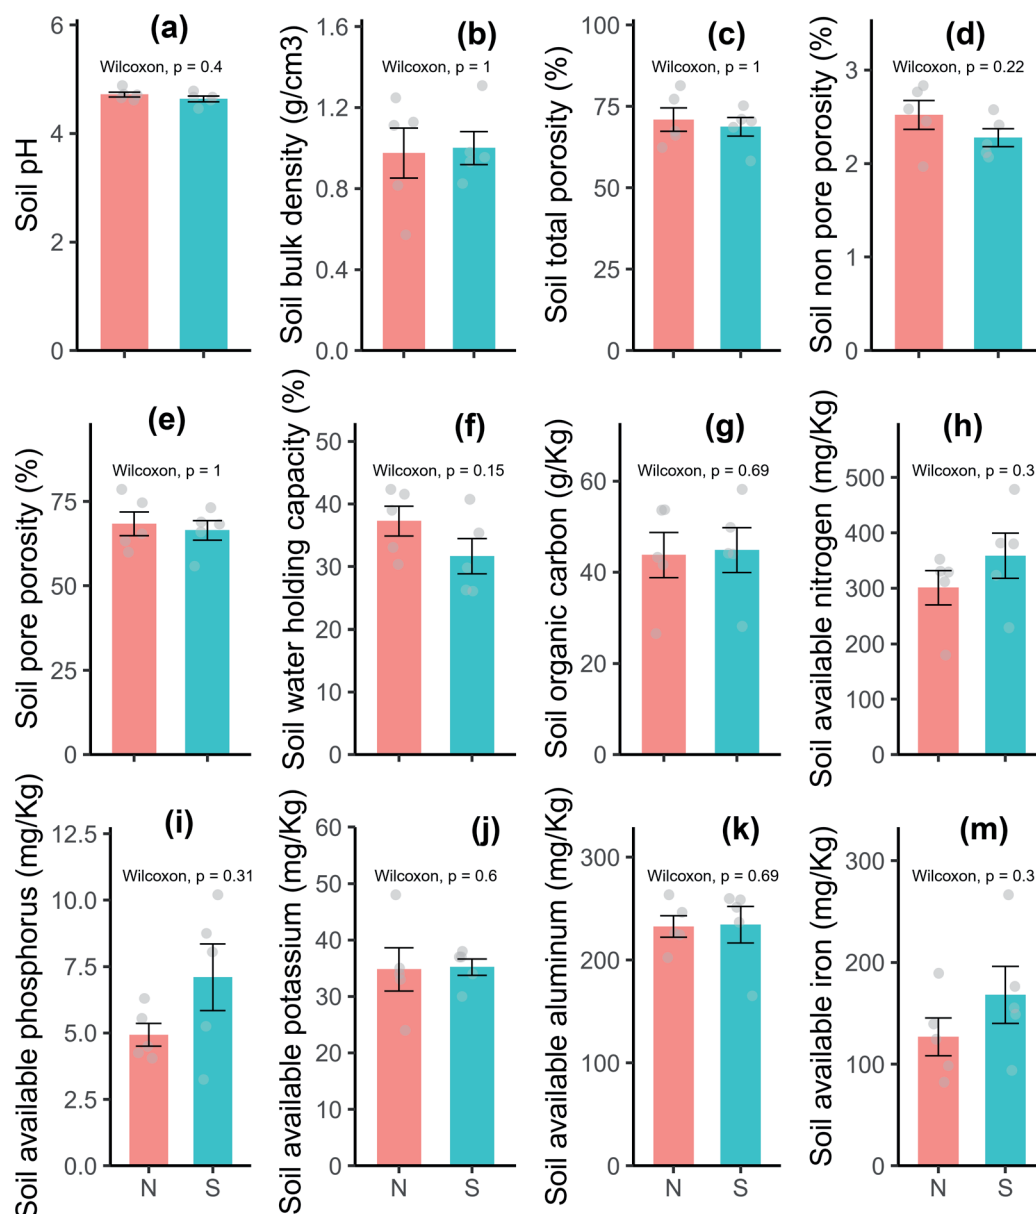 (a)
Wilcoxon, p = 0.4
Soil pH
6
4
2
0
(b)
Wilcoxon, p = 1
Soil bulk density (g/cm3)
1.6
1.2
0.8
0.4
0.0
(c)
Wilcoxon, p = 1
Soil total porosity (%)
100
75
50
25
0
(d)
Wilcoxon, p = 0.22
Soil non pore porosity (%)
3
2
1
0
(e)
Wilcoxon, p = 1
Soil pore porosity (%)
75
50
25
0
(f)
Wilcoxon, p = 0.15
Soil water holding capacity (%)
50
40
30
20
10
0
(g)
Wilcoxon, p = 0.69
Soil organic carbon (g/Kg)
60
40
20
0
(h)
Wilcoxon, p = 0.3
Soil available nitrogen (mg/Kg)
500
400
300
200
100
0
(i)
Wilcoxon, p = 0.31
Soil available phosphorus (mg/Kg)
12.5
10.0
7.5
5.0
2.5
0.0
N S
(j)
Wilcoxon, p = 0.6
Soil available potassium (mg/Kg)
60
50
40
30
20
10
0
N S
(k)
Wilcoxon, p = 0.69
Soil available aluminum (mg/Kg)
300
200
100
0
N S
(m)
Wilcoxon, p = 0.3
Soil available iron (mg/Kg)
300
200
100
0
N S